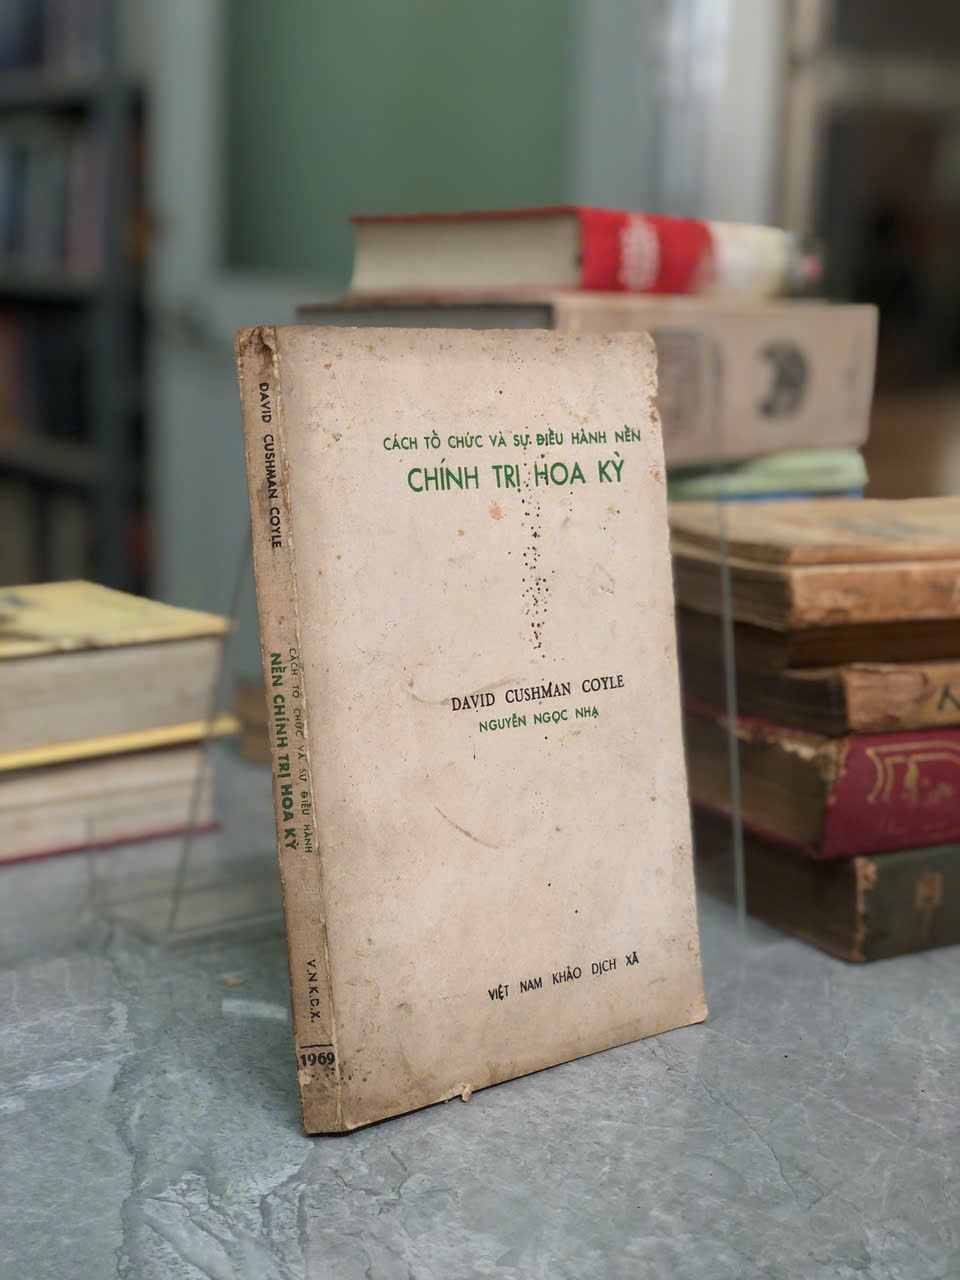 CÁCH TỔ CHỨC VÀ SỰ ĐIỀU HÀNH NỀN
CHÍNH TRỊ HOA KỲ
DAVID CUSHMAN COYLE
NGUYỄN NGỌC NHẠ
VIỆT NAM KHẢO DỊCH XÃ
DAVID CUSHMAN COYLE
CÁCH TỔ CHỨC VÀ SỰ ĐIỀU HÀNH
NỀN CHÍNH TRỊ HOA KỲ
V.N.K.D.X.
1969